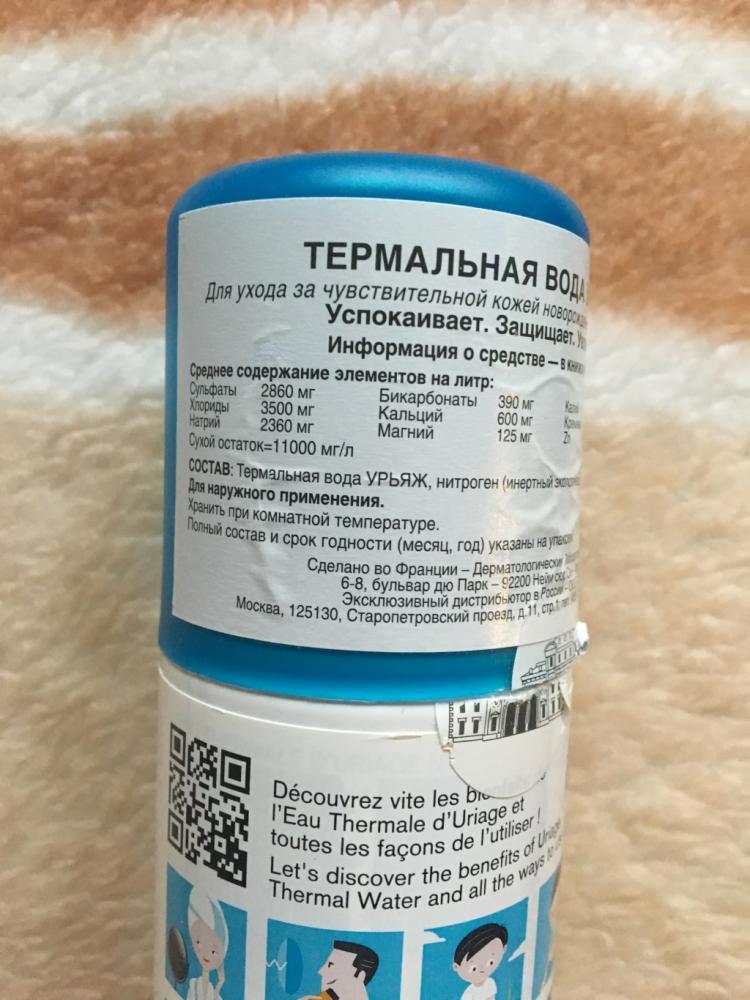 ТЕРМАЛЬНАЯ ВОДА
Для ухода за чувствительной кожей
Успокаивает. Защищает.
Информация о средстве – в
Среднее содержание элементов на литр:
Сульфаты 2860 мг Бикарбонаты 390 мг
Хлориды 3500 мг Кальций 600 мг
Натрий 2360 мг Магний 125 мг Zn
Сухой остаток=11000 мг/л
СОСТАВ: Термальная вода УРЬЯЖ, нитроген (инертный
Для наружного применения.
Хранить при комнатной температуре.
Полный состав и срок годности (месяц, год) указаны на
Сделано во Франции – Дерматологические
6-8, бульвар дю Парк – 92200
Эксклюзивный дистрибьютор в России –
Москва, 125130, Старопетровский проезд, д.11, стр.1
Découvrez vite les
l'Eau Thermale d'Uriage et
toutes les façons de l'utiliser !
Let's discover the benefits of Uriage
Thermal Water and all the ways to